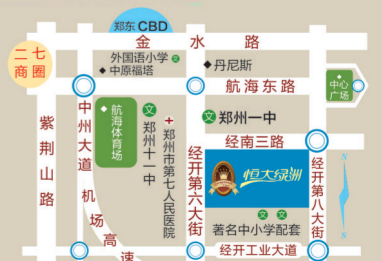 郑东CBD
二七
商圈
金水路
外国语小学 文
中原福塔
丹尼斯
航海东路
中心
广场
紫荆山路
中州大道
机场高速
航海体育场
文
郑州十一中
郑州市第七人民医院
文 郑州一中
经南三路
经开第六大街
恒大绿洲
经开第八大街
文 文
著名中小学配套
经开工业大道